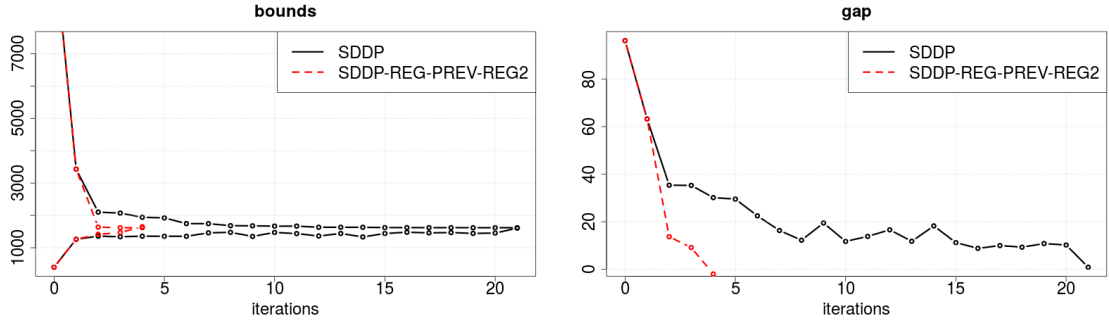 bounds
7000
5000
3000
1000
SDDP
SDDP-REG-PREV-REG2
0 5 10 15 20
iterations
gap
80
60
40
20
0
SDDP
SDDP-REG-PREV-REG2
0 5 10 15 20
iterations